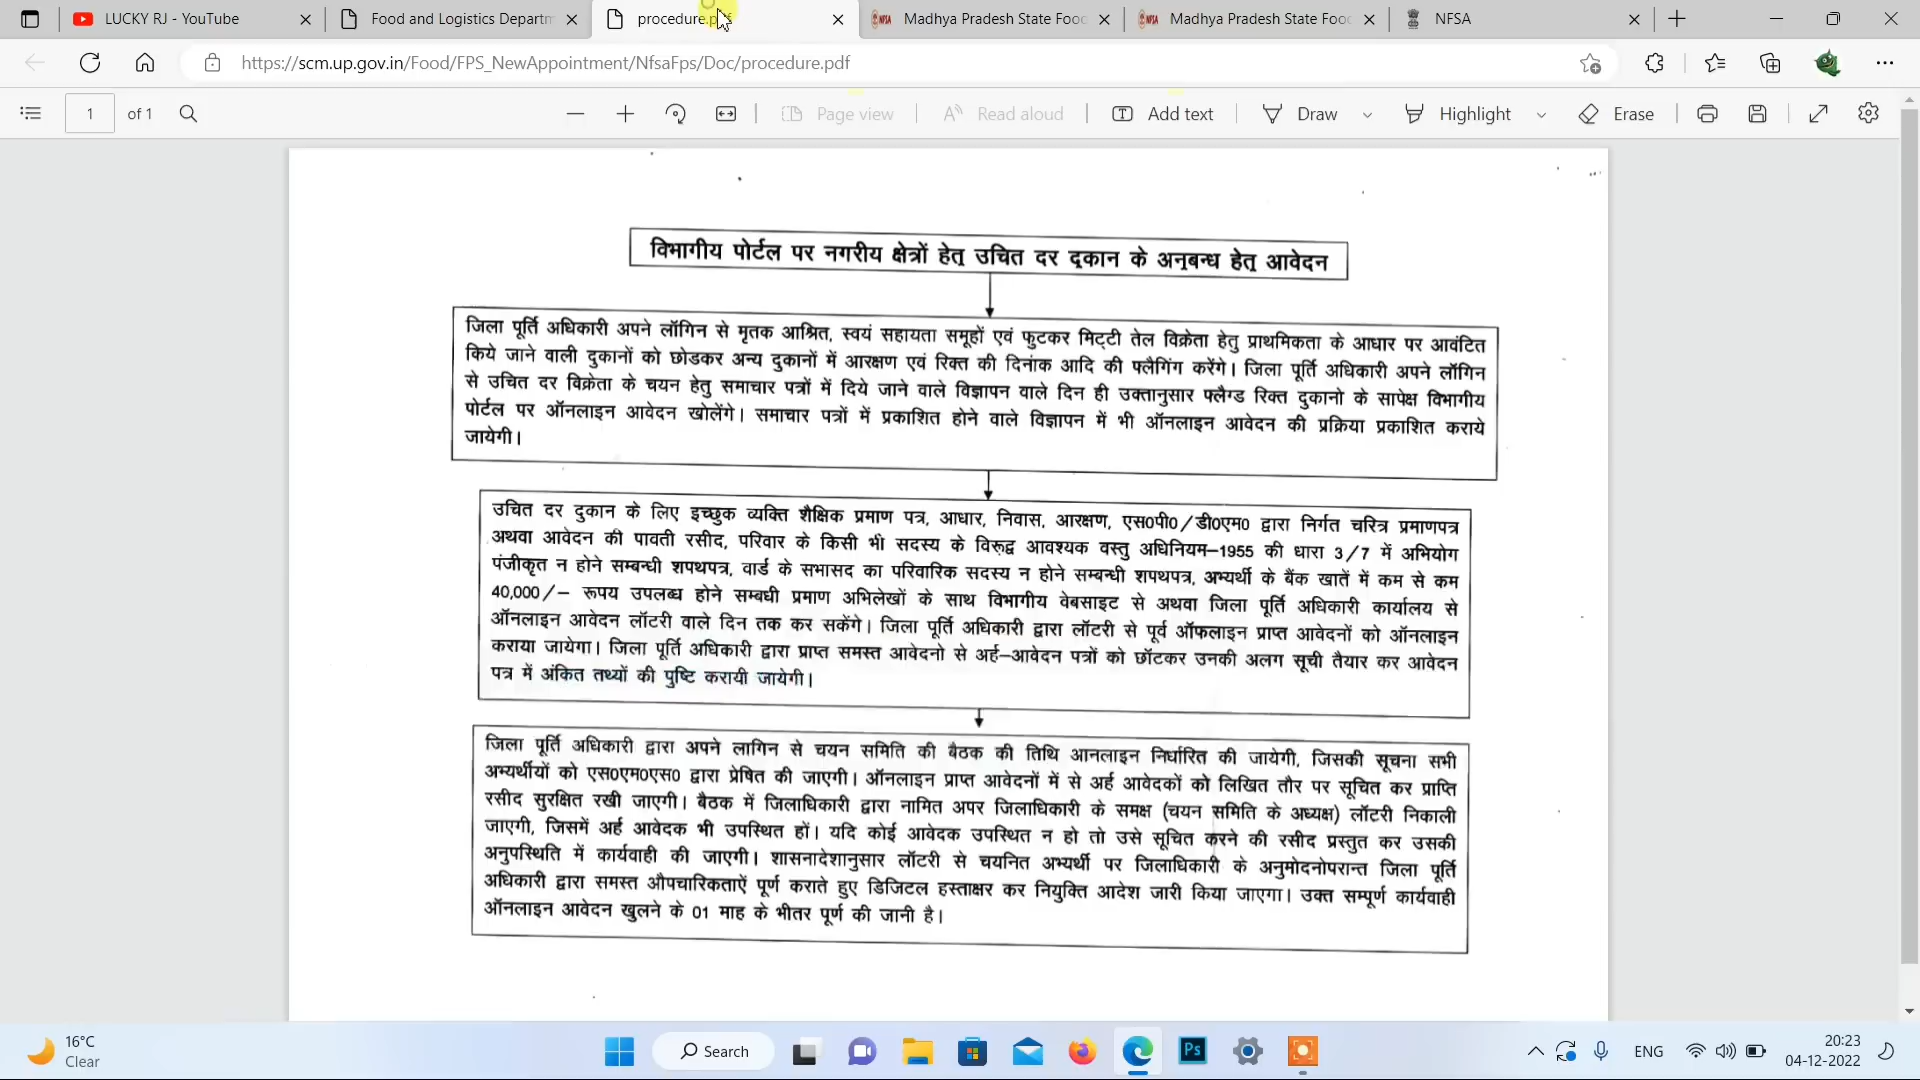 LUCKY RJ - YouTube
Food and Logistics Departm
procedure.pdf
Madhya Pradesh State Food
Madhya Pradesh State Food
NFSA
https://scm.up.gov.in/Food/FPS_NewAppointment/NfsaFps/Doc/procedure.pdf
1 of 1
Page view
Read aloud
Add text
Draw
Highlight
Erase
विभागीय पोर्टल पर नगरीय क्षेत्रों हेतु उचित दर दूकान के अनुबन्ध हेतु आवेदन
जिला पूर्ति अधिकारी अपने लॉगिन से मृतक आश्रित, स्वयं सहायता समूहों एवं फुटकर मिट्टी तेल विक्रेता हेतु प्राथमिकता के आधार पर आवंटित
किये जाने वाली दुकानों को छोडकर अन्य दुकानों में आरक्षण एवं रिक्त की दिनांक आदि की फ्लैगिंग करेंगे। जिला पूर्ति अधिकारी अपने लॉगिन
से उचित दर विक्रेता के चयन हेतु समाचार पत्रों में दिये जाने वाले विज्ञापन वाले दिन ही उक्तानुसार फ्लैग्ड रिक्त दुकानो के सापेक्ष विभागीय
पोर्टल पर ऑनलाइन आवेदन खोलेंगे। समाचार पत्रों में प्रकाशित होने वाले विज्ञापन में भी ऑनलाइन आवेदन की प्रक्रिया प्रकाशित कराये
जायेगी।
उचित दर दुकान के लिए इच्छुक व्यक्ति शैक्षिक प्रमाण पत्र, आधार, निवास, आरक्षण, एस0पी0/डी0एम0 द्वारा निर्गत चरित्र प्रमाणपत्र
अथवा आवेदन की पावती रसीद, परिवार के किसी भी सदस्य के विरूद्व आवश्यक वस्तु अधिनियम–1955 की धारा 3/7 में अभियोग
पंजीकृत न होने सम्बन्धी शपथपत्र, वार्ड के सभासद का परिवारिक सदस्य न होने सम्बन्धी शपथपत्र, अभ्यर्थी के बैंक खातें में कम से कम
40,000/– रूपय उपलब्ध होने सम्बधी प्रमाण अभिलेखों के साथ विभागीय वेबसाइट से अथवा जिला पूर्ति अधिकारी कार्यालय से
ऑनलाइन आवेदन लॉटरी वाले दिन तक कर सकेंगे। जिला पूर्ति अधिकारी द्वारा लॉटरी से पूर्व ऑफलाइन प्राप्त आवेदनों को ऑनलाइन
कराया जायेगा। जिला पूर्ति अधिकारी द्वारा प्राप्त समस्त आवेदनो से अर्ह–आवेदन पत्रों को छॉटकर उनकी अलग सूची तैयार कर आवेदन
पत्र में अंकित तथ्यों की पुष्टि करायी जायेगी।
जिला पूर्ति अधिकारी द्वारा अपने लागिन से चयन समिति की बैठक की तिथि आनलाइन निर्धारित की जायेगी, जिसकी सूचना सभी
अभ्यर्थीयों को एस0एम0एस0 द्वारा प्रेषित की जाएगी। ऑनलाइन प्राप्त आवेदनों में से अर्ह आवेदकों को लिखित तौर पर सूचित कर प्राप्ति
रसीद सुरक्षित रखी जाएगी। बैठक में जिलाधिकारी द्वारा नामित अपर जिलाधिकारी के समक्ष (चयन समिति के अध्यक्ष) लॉटरी निकाली
जाएगी, जिसमें अर्ह आवेदक भी उपस्थित हों। यदि कोई आवेदक उपस्थित न हो तो उसे सूचित करने की रसीद प्रस्तुत कर उसकी
अनुपस्थिति में कार्यवाही की जाएगी। शासनादेशानुसार लॉटरी से चयनित अभ्यर्थी पर जिलाधिकारी के अनुमोदनोपरान्त जिला पूर्ति
अधिकारी द्वारा समस्त औपचारिकताऐं पूर्ण कराते हुए डिजिटल हस्ताक्षर कर नियुक्ति आदेश जारी किया जाएगा। उक्त सम्पूर्ण कार्यवाही
ऑनलाइन आवेदन खुलने के 01 माह के भीतर पूर्ण की जानी है।
16°C
Clear
Search
Ps
ENG
20:23
04-12-2022